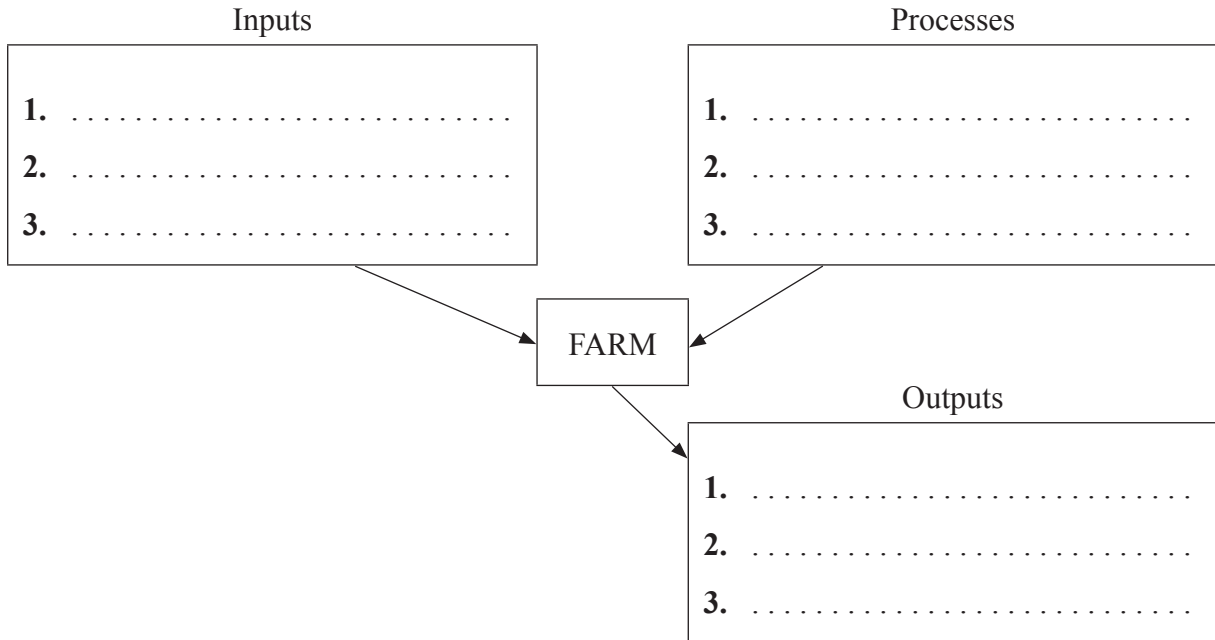 Inputs
1. . . . . . . . . . . . . . . . . . . . . . . . . . . . . . . . . .
2. . . . . . . . . . . . . . . . . . . . . . . . . . . . . . . . . .
3. . . . . . . . . . . . . . . . . . . . . . . . . . . . . . . . . .
Processes
1. . . . . . . . . . . . . . . . . . . . . . . . . . . . . . . . . .
2. . . . . . . . . . . . . . . . . . . . . . . . . . . . . . . . . .
3. . . . . . . . . . . . . . . . . . . . . . . . . . . . . . . . . .
FARM
Outputs
1. . . . . . . . . . . . . . . . . . . . . . . . . . . . . . . . . .
2. . . . . . . . . . . . . . . . . . . . . . . . . . . . . . . . . .
3. . . . . . . . . . . . . . . . . . . . . . . . . . . . . . . . . .